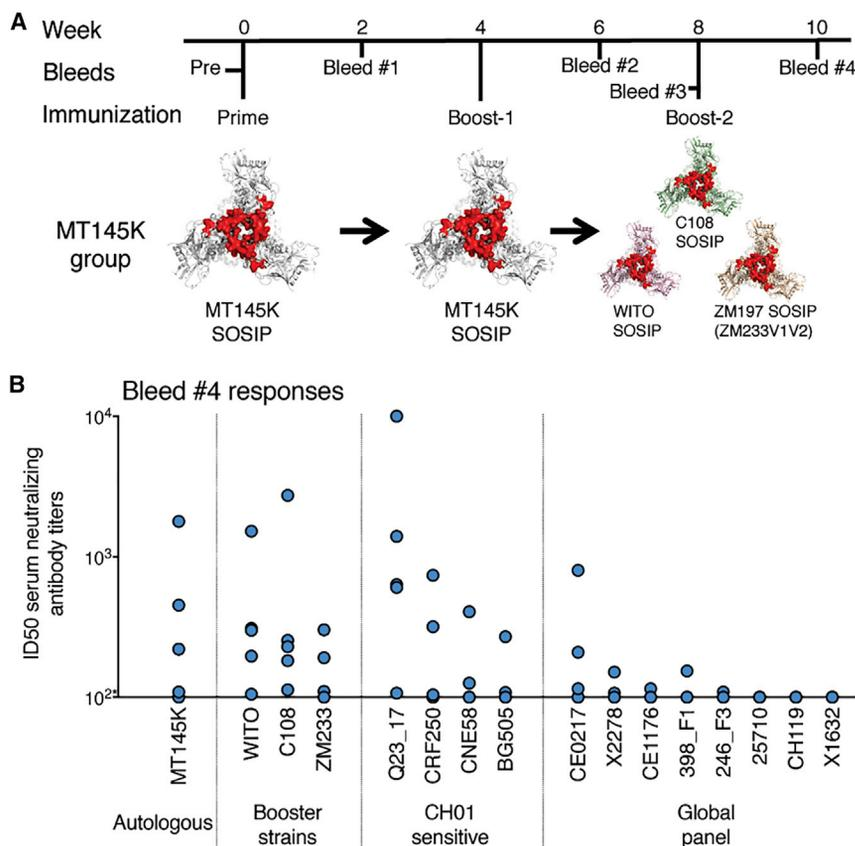 A
Week 0 2 4 6 8 10
Bleeds Pre Bleed #1 Bleed #2 Bleed #4
Bleed #3
Immunization Prime Boost-1 Boost-2
MT145K
group
MT145K
SOSIP
MT145K
SOSIP
C108
SOSIP
WITO
SOSIP
ZM197 SOSIP
(ZM233V1V2)
B
Bleed #4 responses
ID50 serum neutralizing
antibody titers
10⁴
10³
10²*
MT145K
WITO
C108
ZM233
Q23_17
CRF250
CNE58
BG505
CE0217
X2278
CE1176
398_F1
246_F3
25710
CH119
X1632
Autologous
Booster
strains
CH01
sensitive
Global
panel